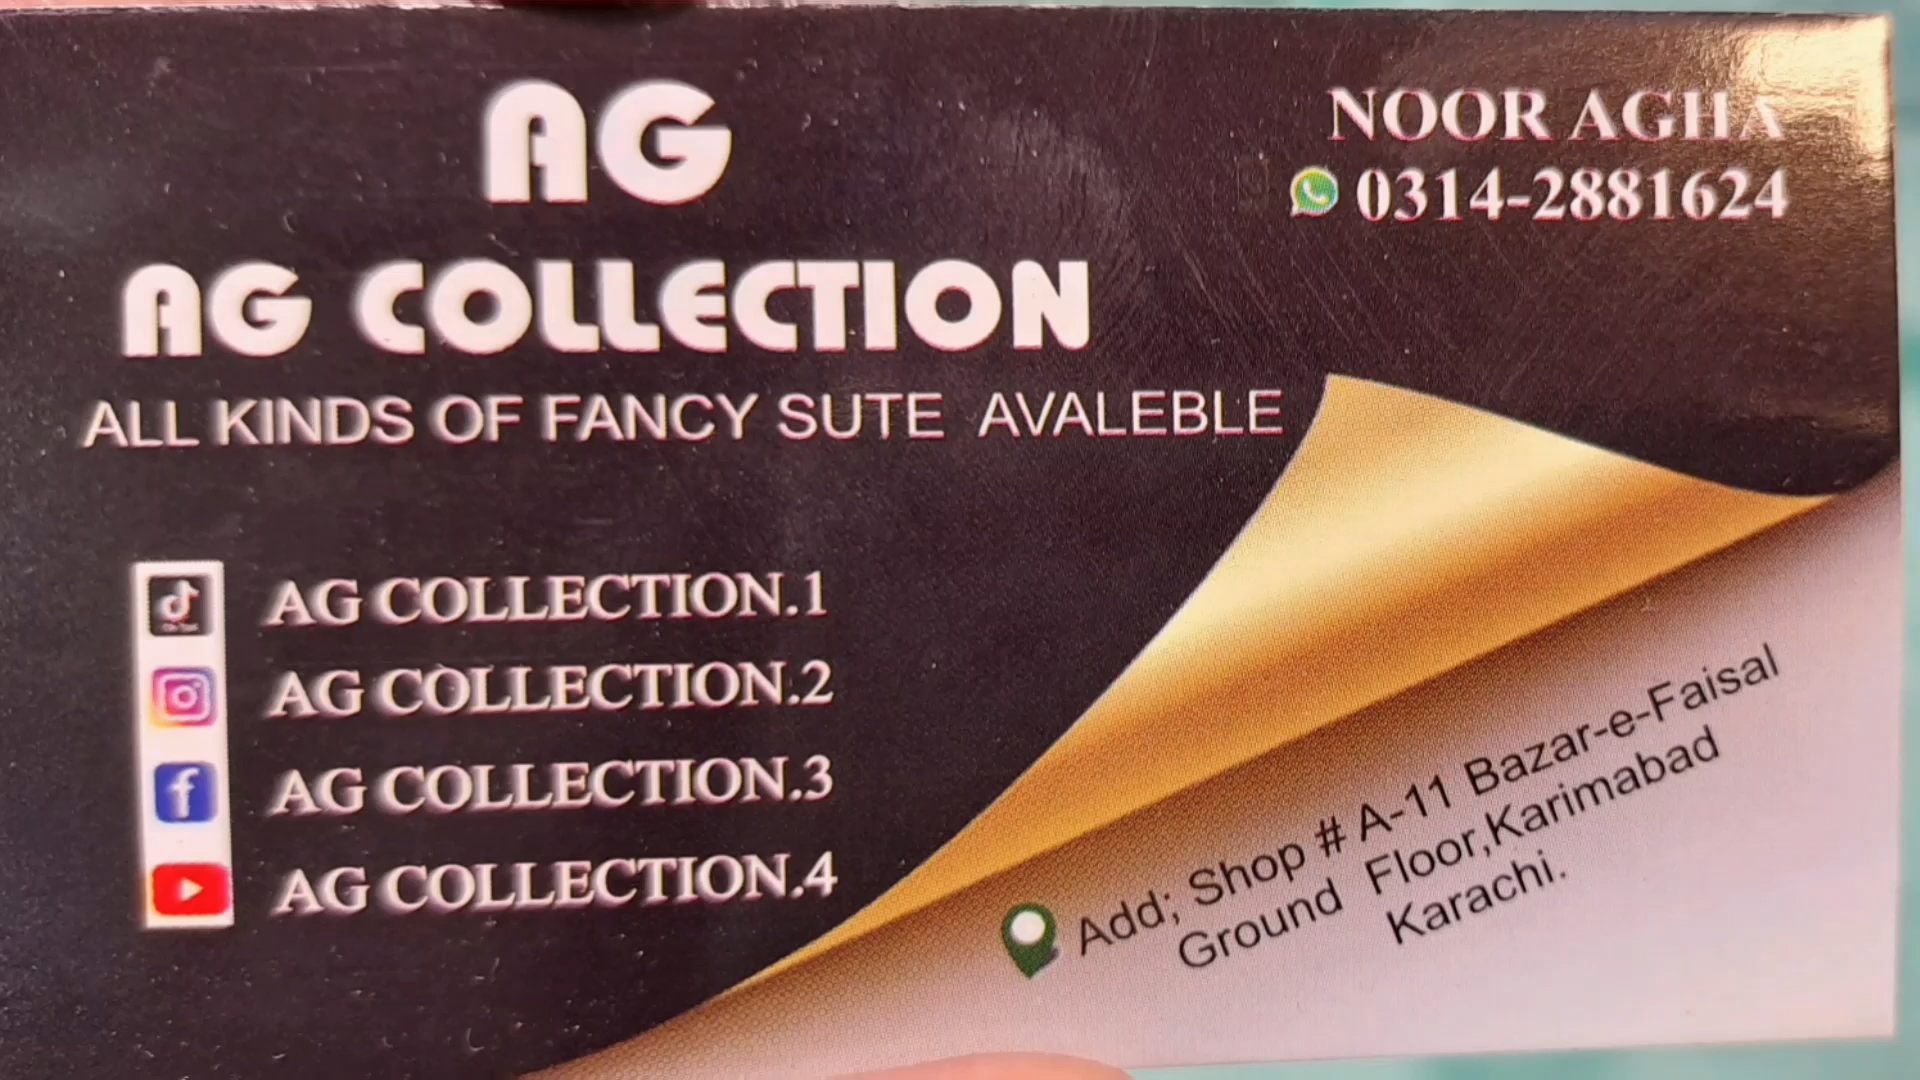 AG
AG COLLECTION
ALL KINDS OF FANCY SUTE AVALEBLE
NOOR AGHA
0314-2881624
AG COLLECTION.1
AG COLLECTION.2
AG COLLECTION.3
AG COLLECTION.4
Add; Shop # A-11 Bazar-e-Faisal
Ground Floor,Karimabad
Karachi.